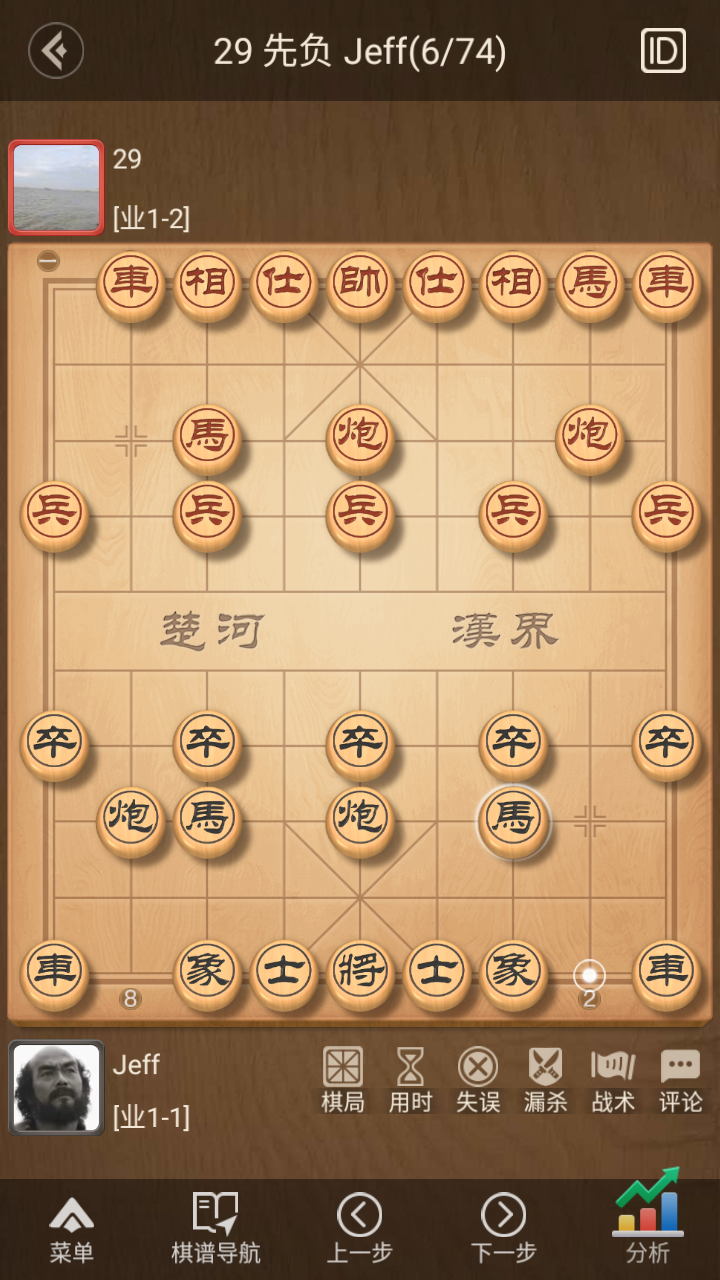 29 先负 Jeff(6/74)
ID
29
[业1-2]
一
車 相 仕 帥 仕 相 馬 車
馬 炮 炮
兵 兵 兵 兵 兵
楚河 漢界
卒 卒 卒 卒 卒
炮 馬 炮 馬
車 象 士 將 士 象 車
8 2
Jeff
[业1-1]
棋局 用时 失误 漏杀 战术 评论
菜单 棋谱导航 上一步 下一步 分析